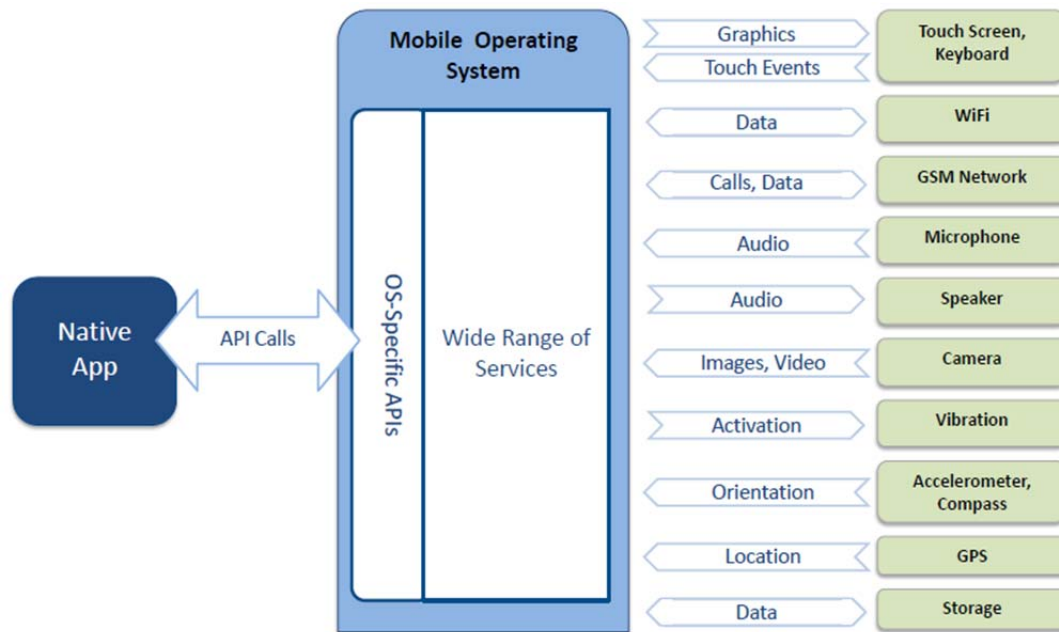 Mobile Operating
System
Graphics
Touch Screen,
Keyboard
Touch Events
Data
WiFi
Calls, Data
GSM Network
Audio
Microphone
Native
App
API Calls
OS-Specific APIs
Wide Range of
Services
Audio
Speaker
Images, Video
Camera
Activation
Vibration
Orientation
Accelerometer,
Compass
Location
GPS
Data
Storage